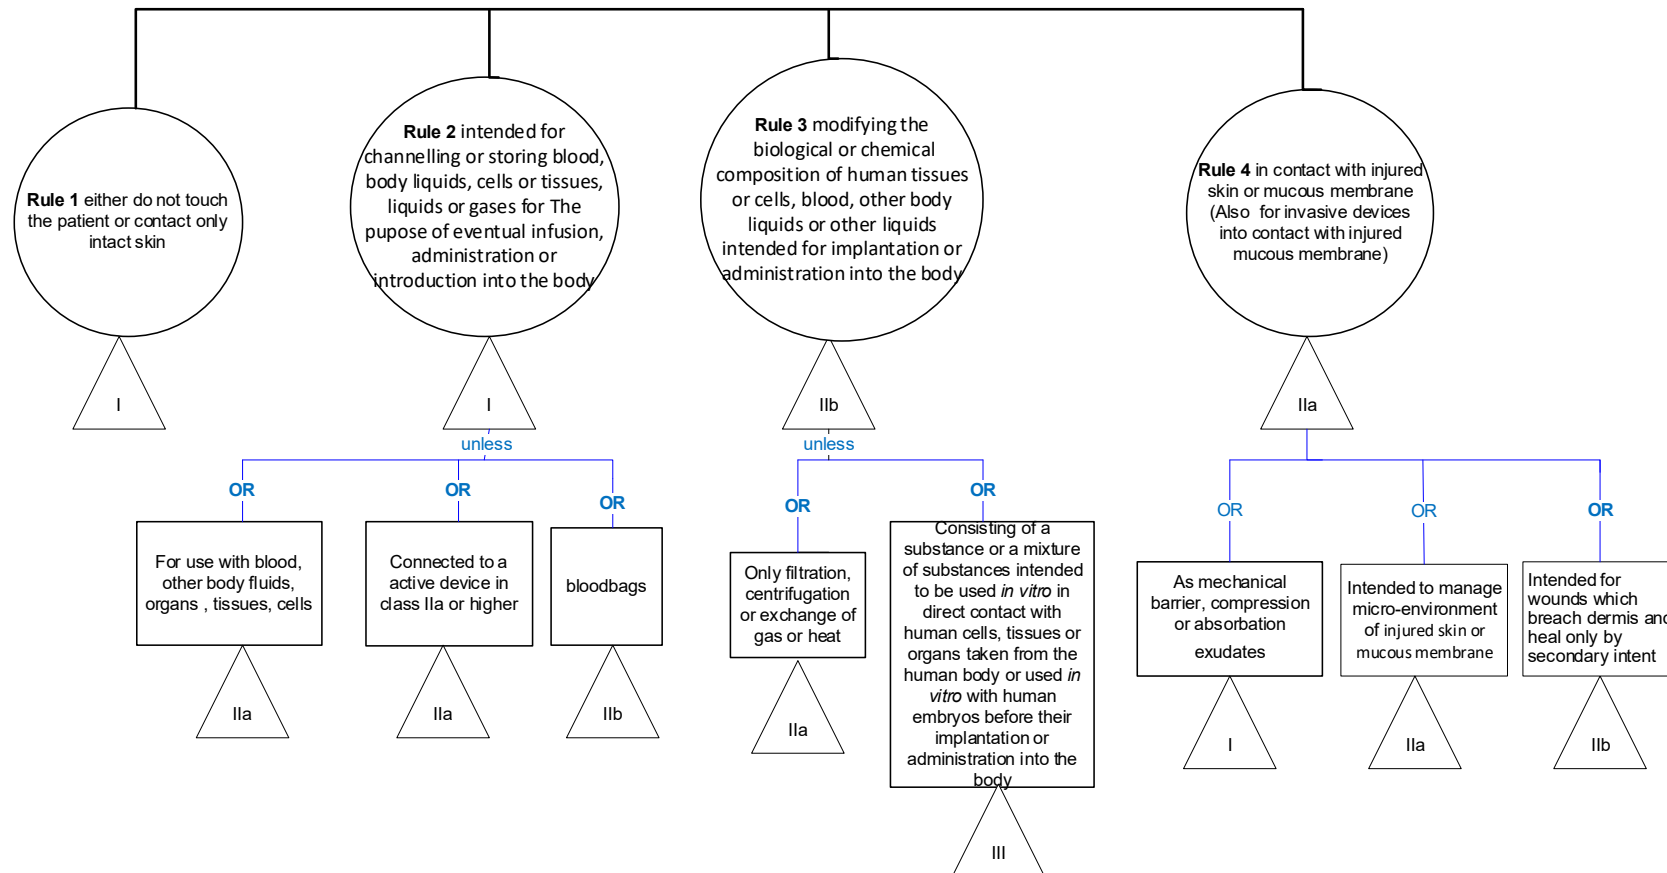 Rule 1 either do not touch
the patient or contact only
intact skin
I
Rule 2 intended for
channelling or storing blood,
body liquids, cells or tissues,
liquids or gases for The
pupose of eventual infusion,
administration or
introduction into the body
I
unless
OR
For use with blood,
other body fluids,
organs , tissues, cells
IIa
OR
Connected to a
active device in
class IIa or higher
IIa
OR
bloodbags
IIb
Rule 3 modifying the
biological or chemical
composition of human tissues
or cells, blood, other body
liquids or other liquids
intended for implantation or
administration into the body
IIb
unless
OR
Only filtration,
centrifugation
or exchange of
gas or heat
IIa
OR
Consisting of a
substance or a mixture
of substances intended
to be used in vitro in
direct contact with
human cells, tissues or
organs taken from the
human body or used in
vitro with human
embryos before their
implantation or
administration into the
body
III
Rule 4 in contact with injured
skin or mucous membrane
(Also for invasive devices
into contact with injured
mucous membrane)
IIa
OR
As mechanical
barrier, compression
or absorbation
exudates
I
OR
Intended to manage
micro-environment
of injured skin or
mucous membrane
IIa
OR
Intended for
wounds which
breach dermis and
heal only by
secondary intent
IIb